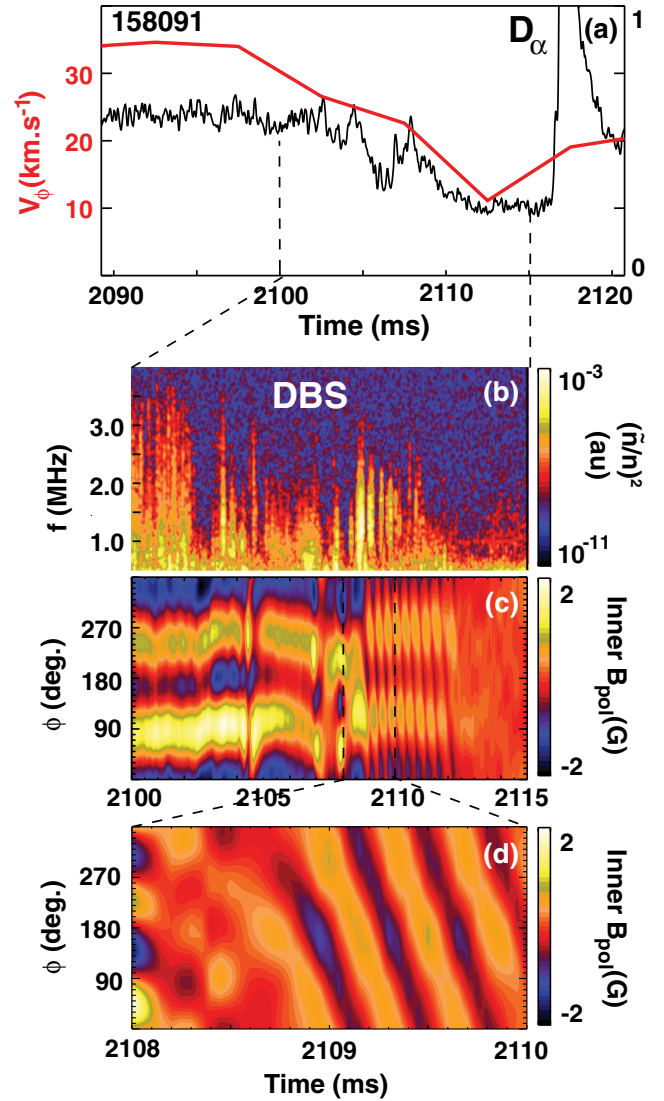 158091
Dα
(a)
1
30
20
10
Vϕ(km.s-1)
0
2090
2100
2110
2120
Time (ms)
DBS
(b)
3.0
2.0
1.0
f (MHz)
10-3
10-11
(ñ/n)2
(au)
(c)
270
180
90
ϕ (deg.)
2
-2
Inner Bpol(G)
2100
2105
2110
2115
(d)
270
180
90
ϕ (deg.)
2
-2
Inner Bpol(G)
2108
2109
2110
Time (ms)